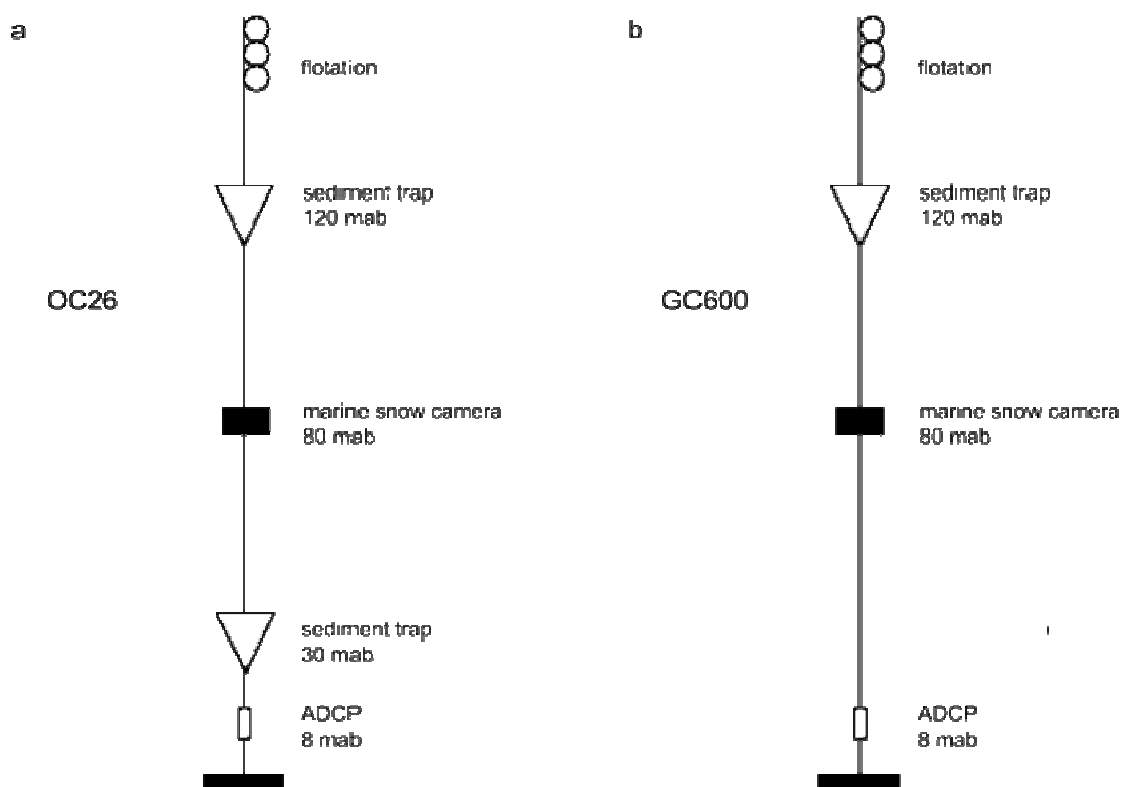 a
flotation
sediment trap
120 mab
OC26
marine snow camera
80 mab
sediment trap
30 mab
ADCP
8 mab
b
flotation
sediment trap
120 mab
GC600
marine snow camera
80 mab
ADCP
8 mab